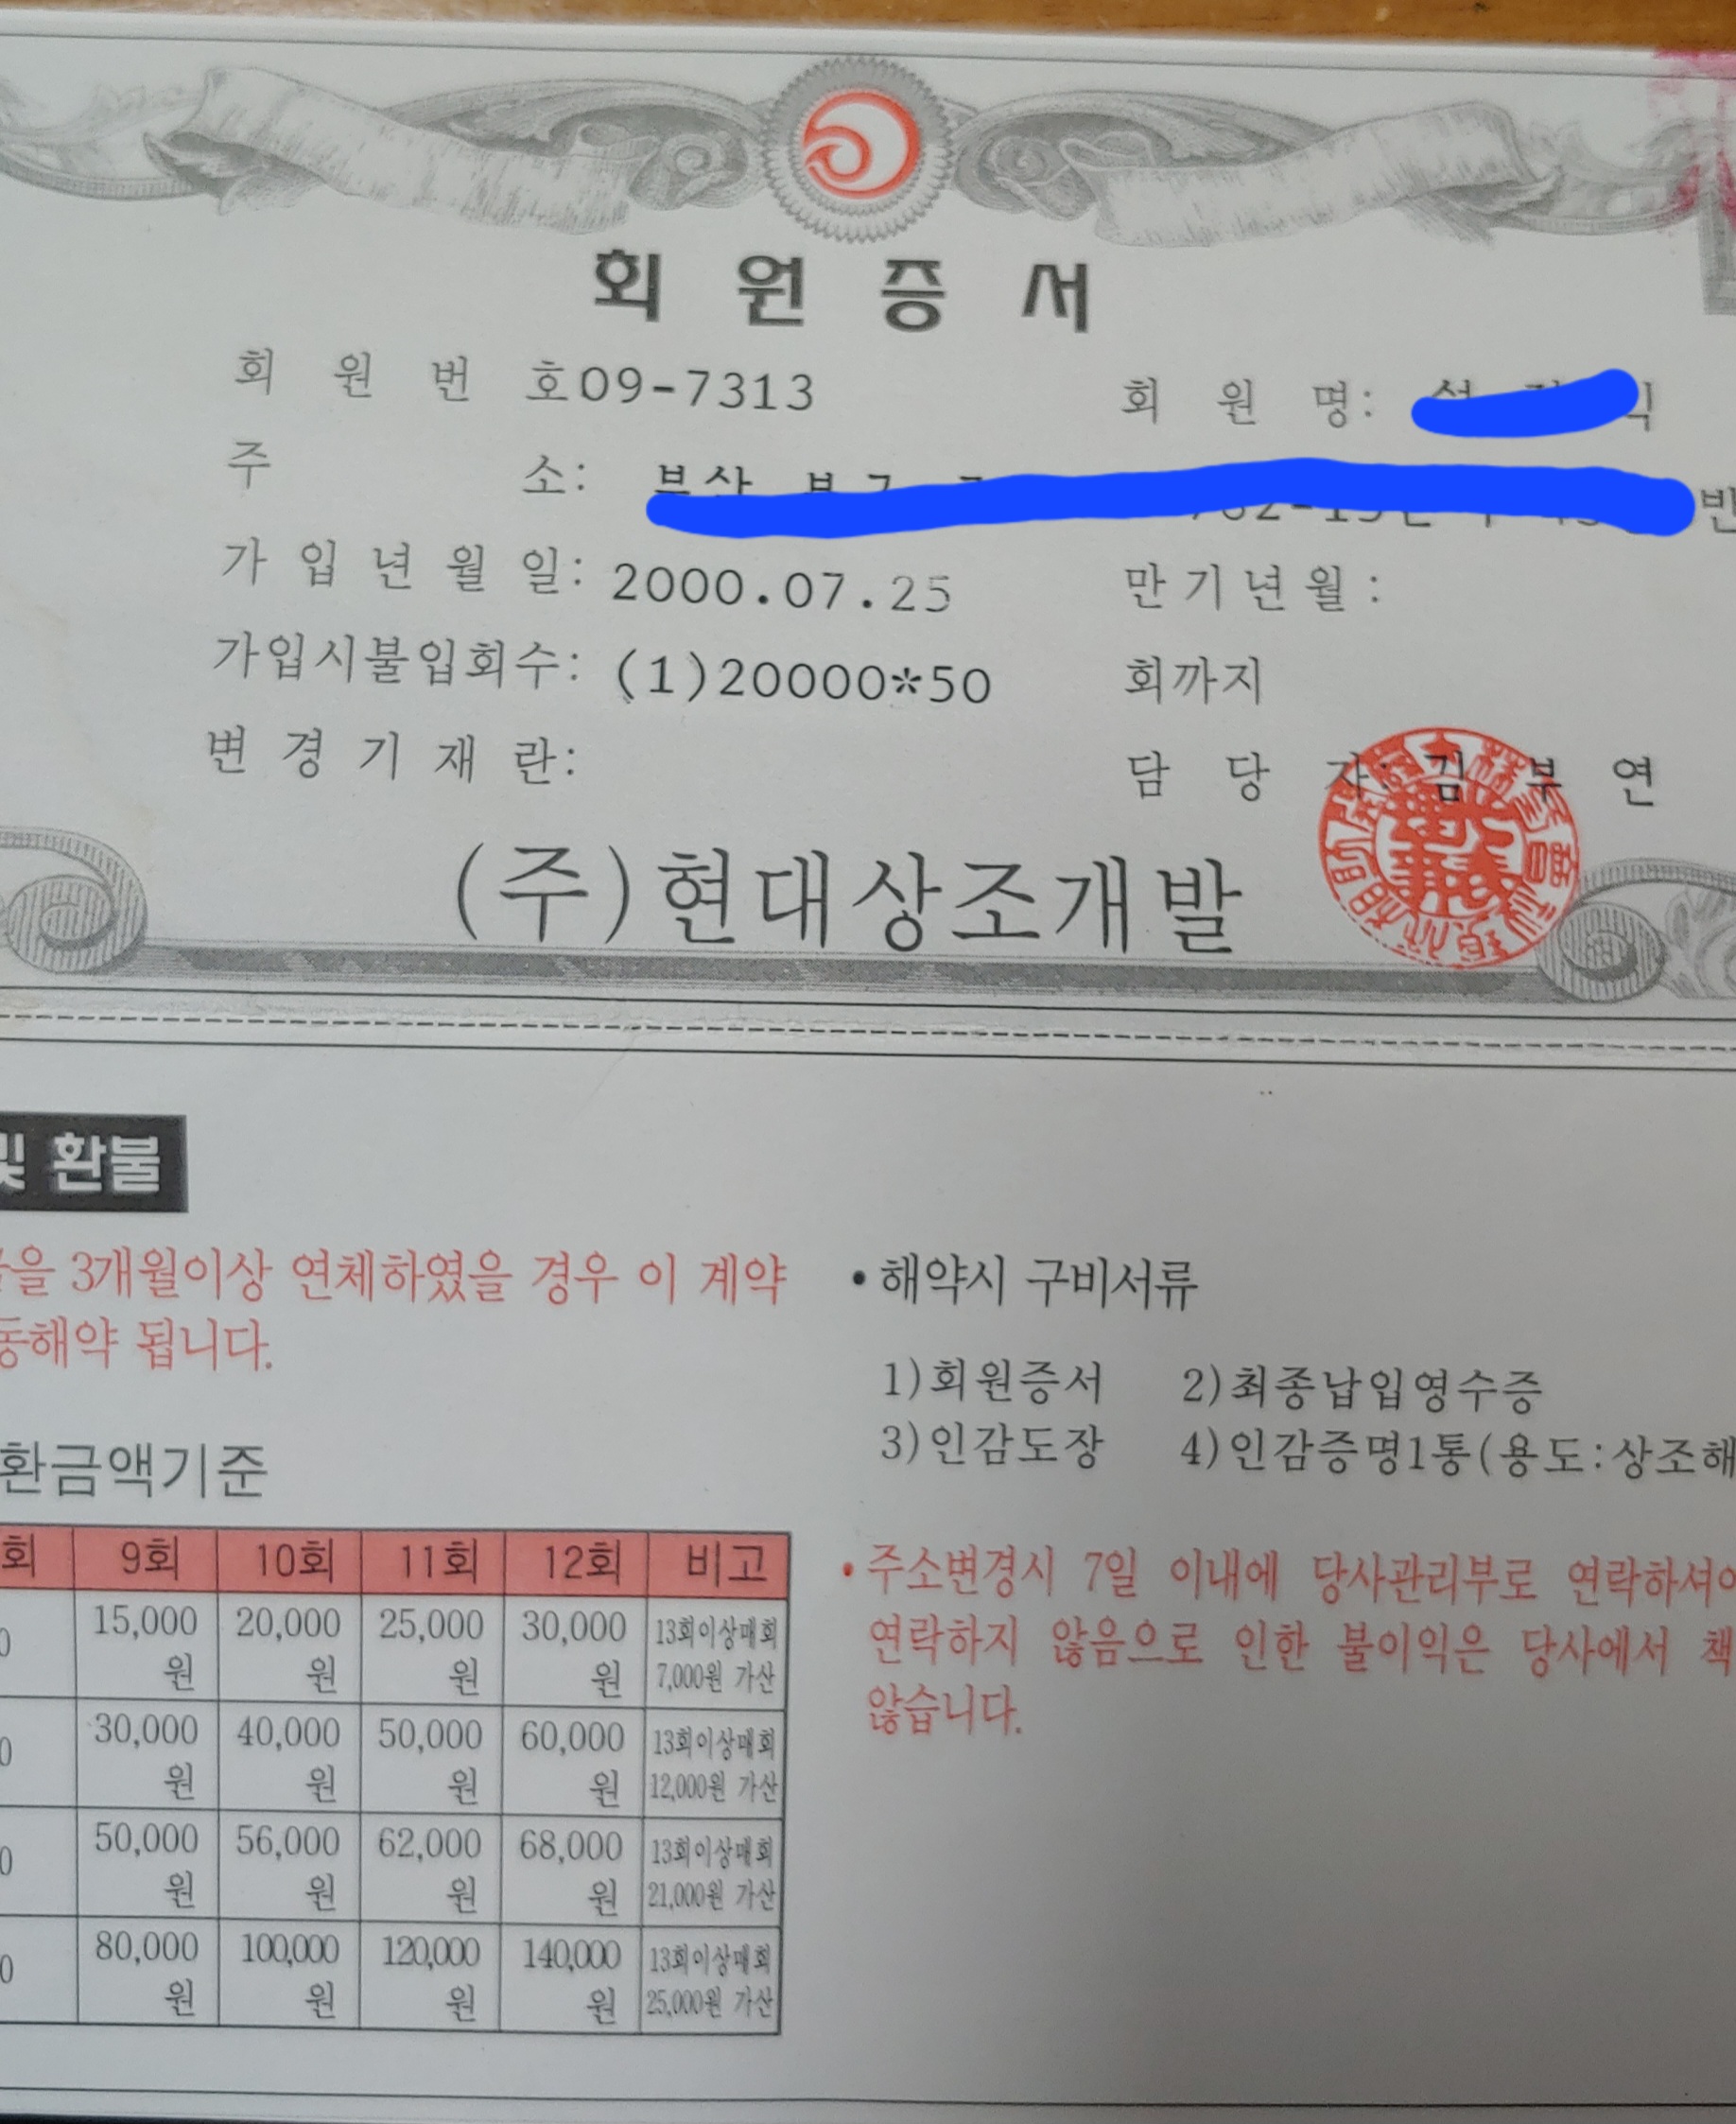 회 원 증 서
회 원 번 호 09-7313 회 원 명:
주 소: 부산
가 입 년 월 일: 2000.07.25 만기년월:
가입시불입회수: (1)20000*50 회까지
변 경 기 재 란: 담 당 자: 김 부 연
(주)현대상조개발
및 환불
을 3개월이상 연체하였을 경우 이 계약
동해약 됩니다.
환금액기준
회 9회 10회 11회 12회 비고
0 15,000원 20,000원 25,000원 30,000원 13회이상매회 7,000원 가산
0 30,000원 40,000원 50,000원 60,000원 13회이상매회 12,000원 가산
0 50,000원 56,000원 62,000원 68,000원 13회이상매회 21,000원 가산
0 80,000원 100,000원 120,000원 140,000원 13회이상매회 25,000원 가산
• 해약시 구비서류
1)회원증서 2)최종납입영수증
3)인감도장 4)인감증명1통(용도:상조해
• 주소변경시 7일 이내에 당사관리부로 연락하셔야
연락하지 않음으로 인한 불이익은 당사에서 책
않습니다.